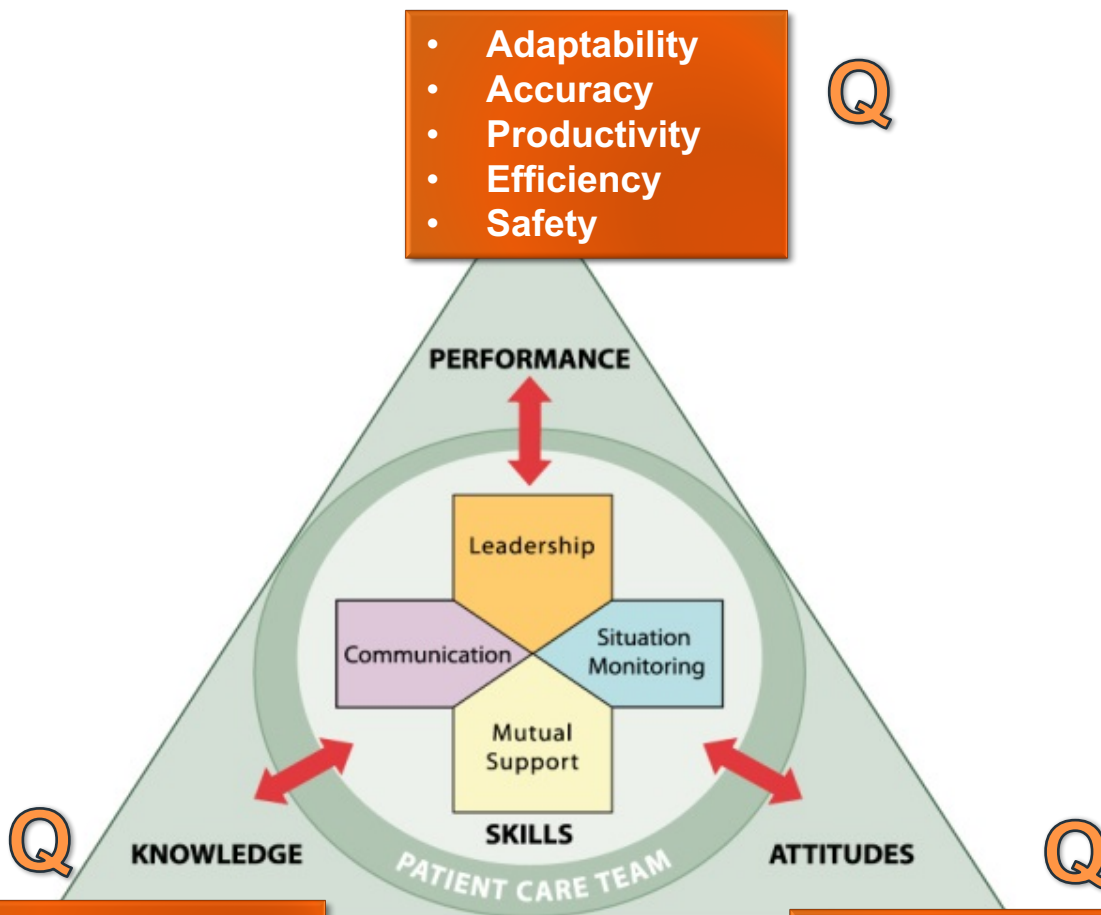 • Adaptability
• Accuracy
• Productivity
• Efficiency
• Safety
Q
PERFORMANCE
Leadership
Communication
Situation
Monitoring
Mutual
Support
SKILLS
Q
KNOWLEDGE
PATIENT CARE TEAM
ATTITUDES
Q